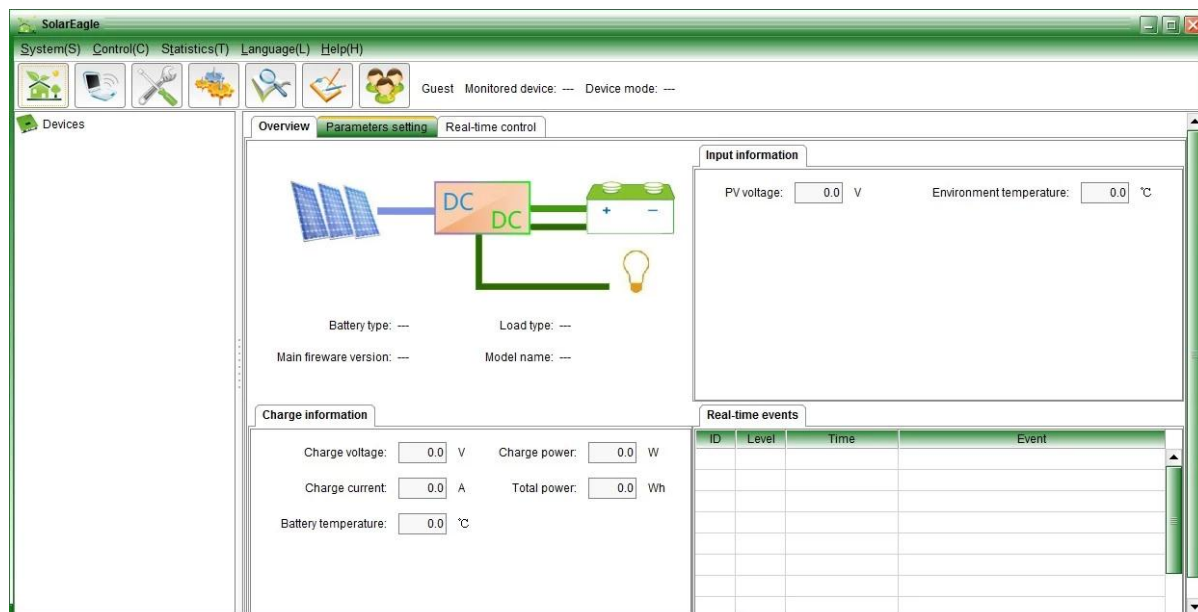 SolarEagle
System(S) Control(C) Statistics(T) Language(L) Help(H)
Guest Monitored device: --- Device mode: ---
Devices
Overview Parameters setting Real-time control
DC
DC
+ −
Battery type: --- Load type: ---
Main fireware version: --- Model name: ---
Input information
PV voltage: 0.0 V Environment temperature: 0.0 ℃
Charge information
Charge voltage: 0.0 V Charge power: 0.0 W
Charge current: 0.0 A Total power: 0.0 Wh
Battery temperature: 0.0 ℃
Real-time events
ID Level Time Event